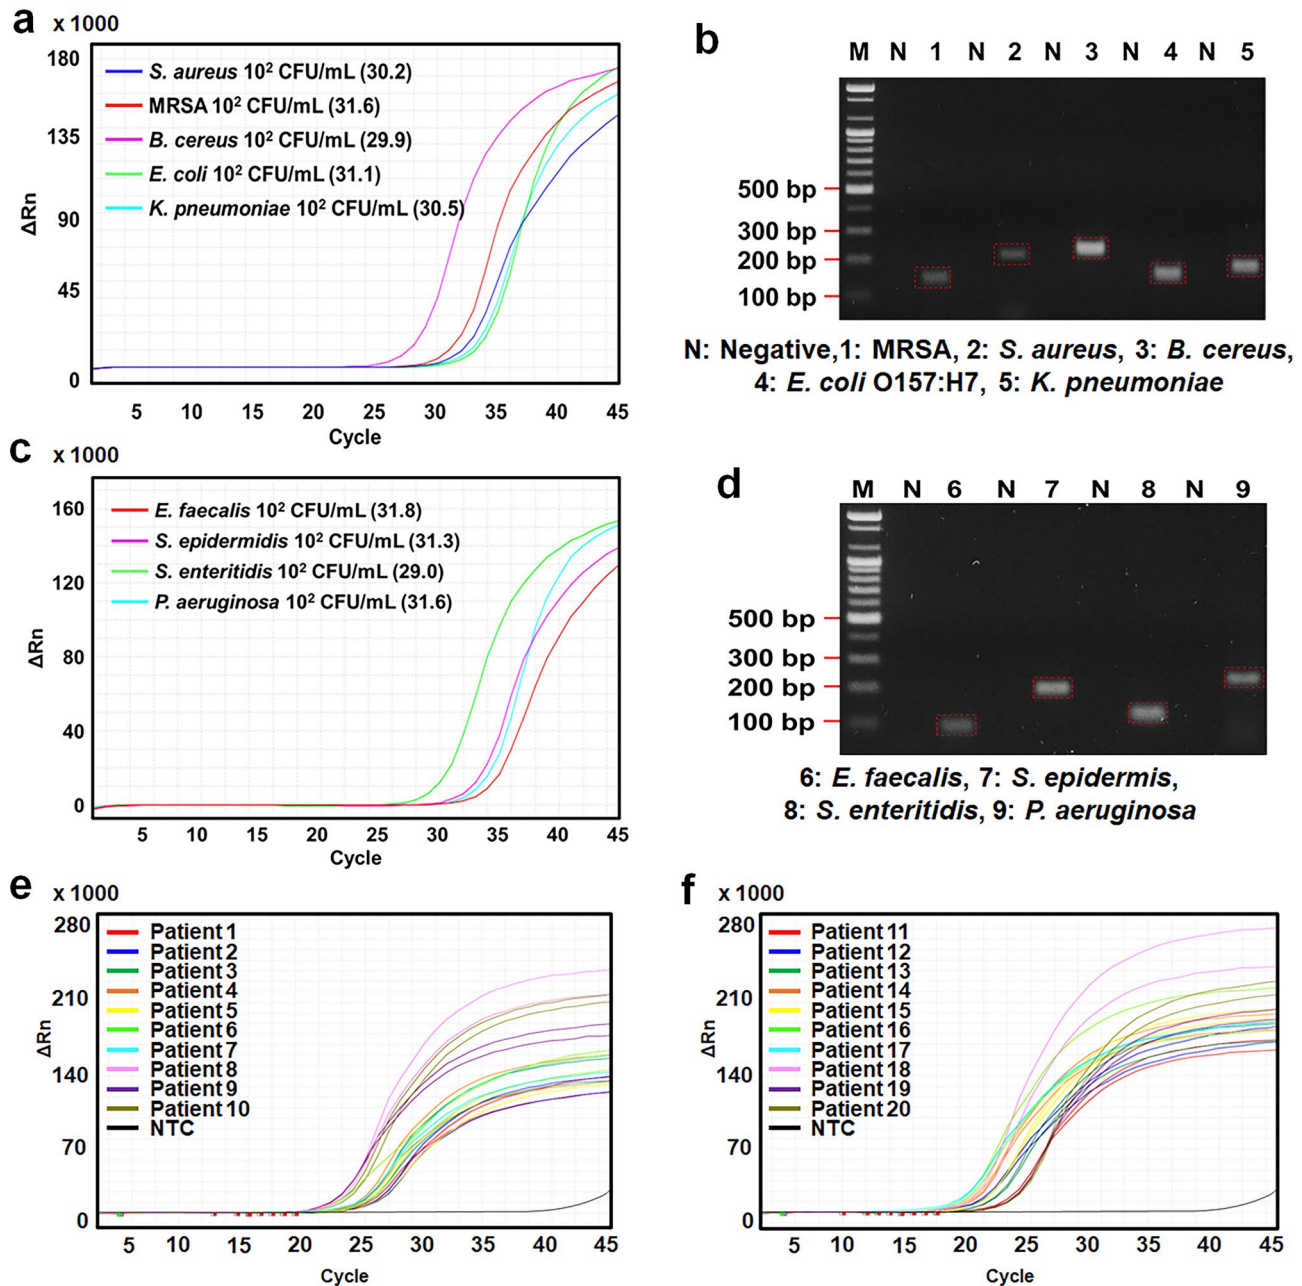 a
x 1000
180
135
90
45
0
ΔRn
S. aureus 10² CFU/mL (30.2)
MRSA 10² CFU/mL (31.6)
B. cereus 10² CFU/mL (29.9)
E. coli 10² CFU/mL (31.1)
K. pneumoniae 10² CFU/mL (30.5)
5 10 15 20 25 30 35 40 45
Cycle
b
M N 1 N 2 N 3 N 4 N 5
500 bp
300 bp
200 bp
100 bp
N: Negative,1: MRSA, 2: S. aureus, 3: B. cereus,
4: E. coli O157:H7, 5: K. pneumoniae
c
x 1000
160
120
80
40
0
ΔRn
E. faecalis 10² CFU/mL (31.8)
S. epidermidis 10² CFU/mL (31.3)
S. enteritidis 10² CFU/mL (29.0)
P. aeruginosa 10² CFU/mL (31.6)
5 10 15 20 25 30 35 40 45
Cycle
d
M N 6 N 7 N 8 N 9
500 bp
300 bp
200 bp
100 bp
6: E. faecalis, 7: S. epidermis,
8: S. enteritidis, 9: P. aeruginosa
e
x 1000
280
210
140
70
0
ΔRn
Patient 1
Patient 2
Patient 3
Patient 4
Patient 5
Patient 6
Patient 7
Patient 8
Patient 9
Patient 10
NTC
5 10 15 20 25 30 35 40 45
Cycle
f
x 1000
280
210
140
70
0
ΔRn
Patient 11
Patient 12
Patient 13
Patient 14
Patient 15
Patient 16
Patient 17
Patient 18
Patient 19
Patient 20
NTC
5 10 15 20 25 30 35 40 45
Cycle